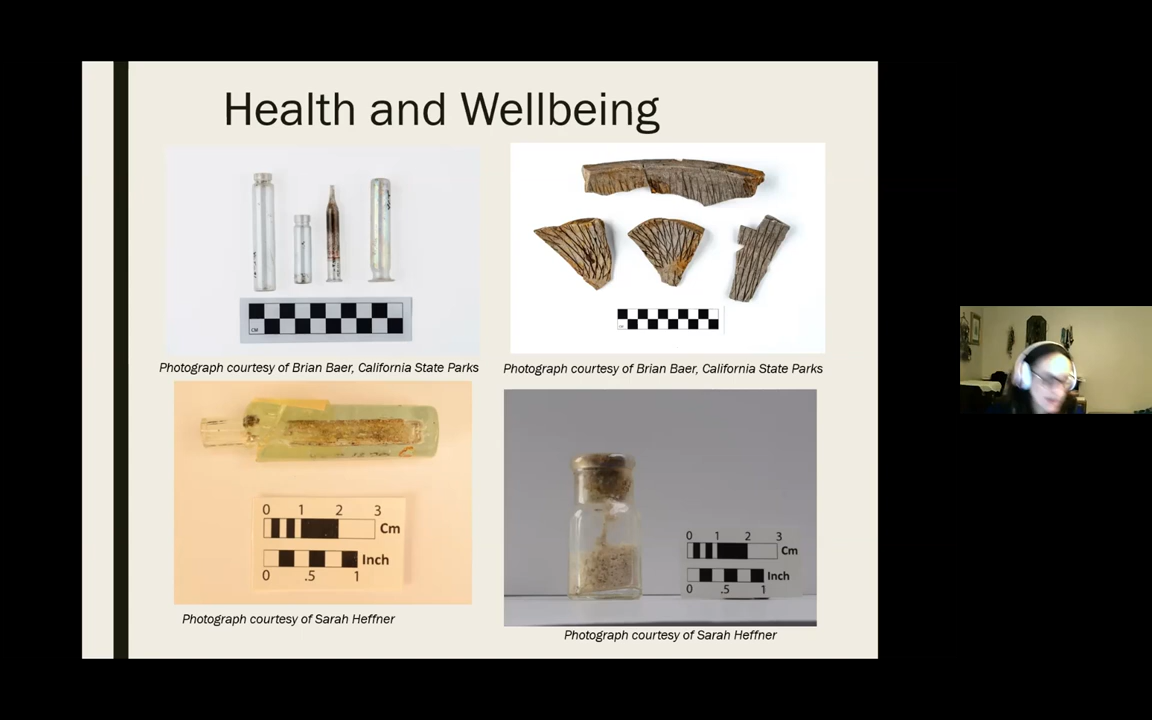 Health and Wellbeing
CM
Photograph courtesy of Brian Baer, California State Parks
Photograph courtesy of Brian Baer, California State Parks
0 1 2 3
Cm
Inch
0 .5 1
Photograph courtesy of Sarah Heffner
0 1 2 3
Cm
Inch
0 .5 1
Photograph courtesy of Sarah Heffner